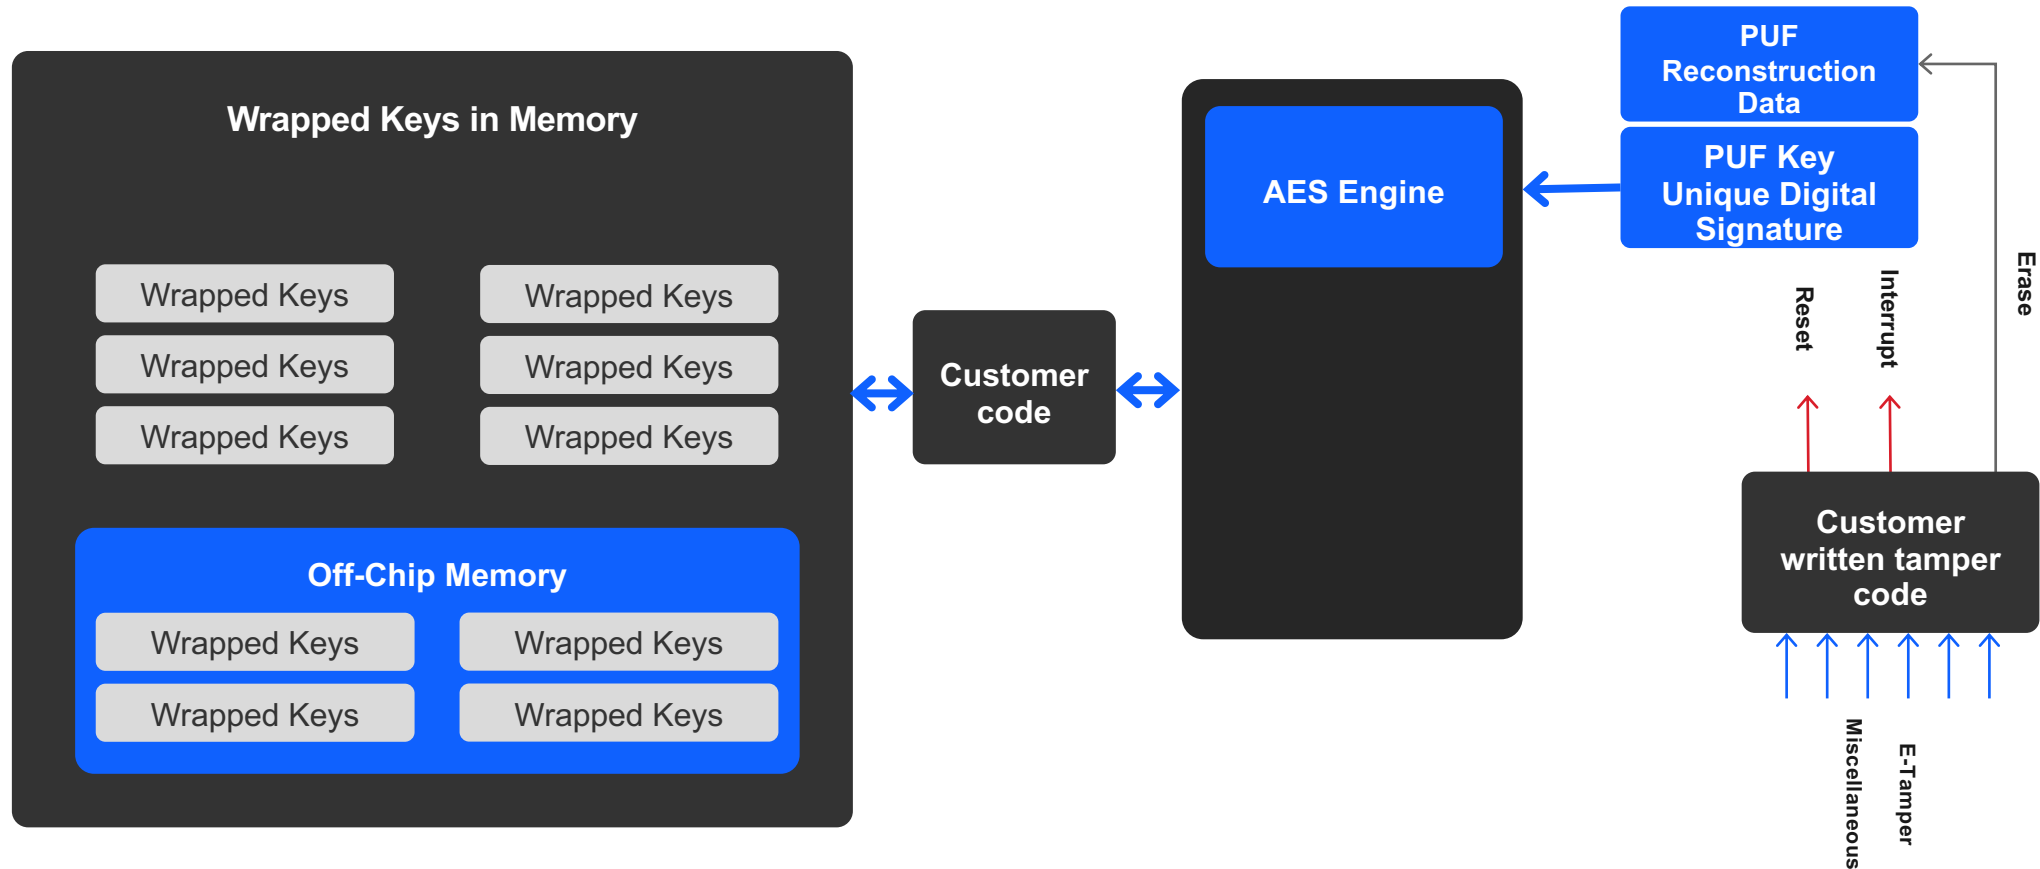 Wrapped Keys in Memory
Wrapped Keys
Wrapped Keys
Wrapped Keys
Wrapped Keys
Wrapped Keys
Wrapped Keys
Off-Chip Memory
Wrapped Keys
Wrapped Keys
Wrapped Keys
Wrapped Keys
Customer
code
AES Engine
PUF
Reconstruction
Data
PUF Key
Unique Digital
Signature
Reset
Interrupt
Erase
Customer
written tamper
code
Miscellaneous
E-Tamper